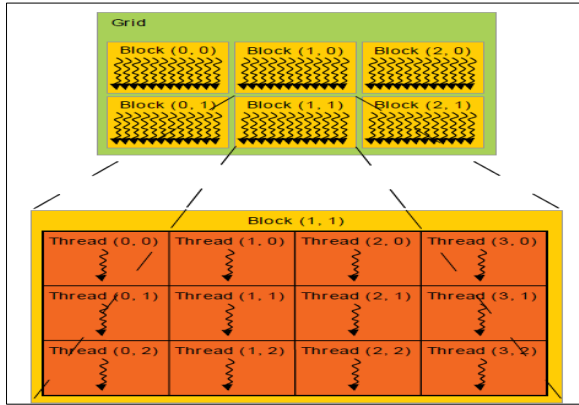 Grid
Block (0, 0) Block (1, 0) Block (2, 0)
Block (0, 1) Block (1, 1) Block (2, 1)
Block (1, 1)
Thread (0, 0) Thread (1, 0) Thread (2, 0) Thread (3, 0)
Thread (0, 1) Thread (1, 1) Thread (2, 1) Thread (3, 1)
Thread (0, 2) Thread (1, 2) Thread (2, 2) Thread (3, 2)